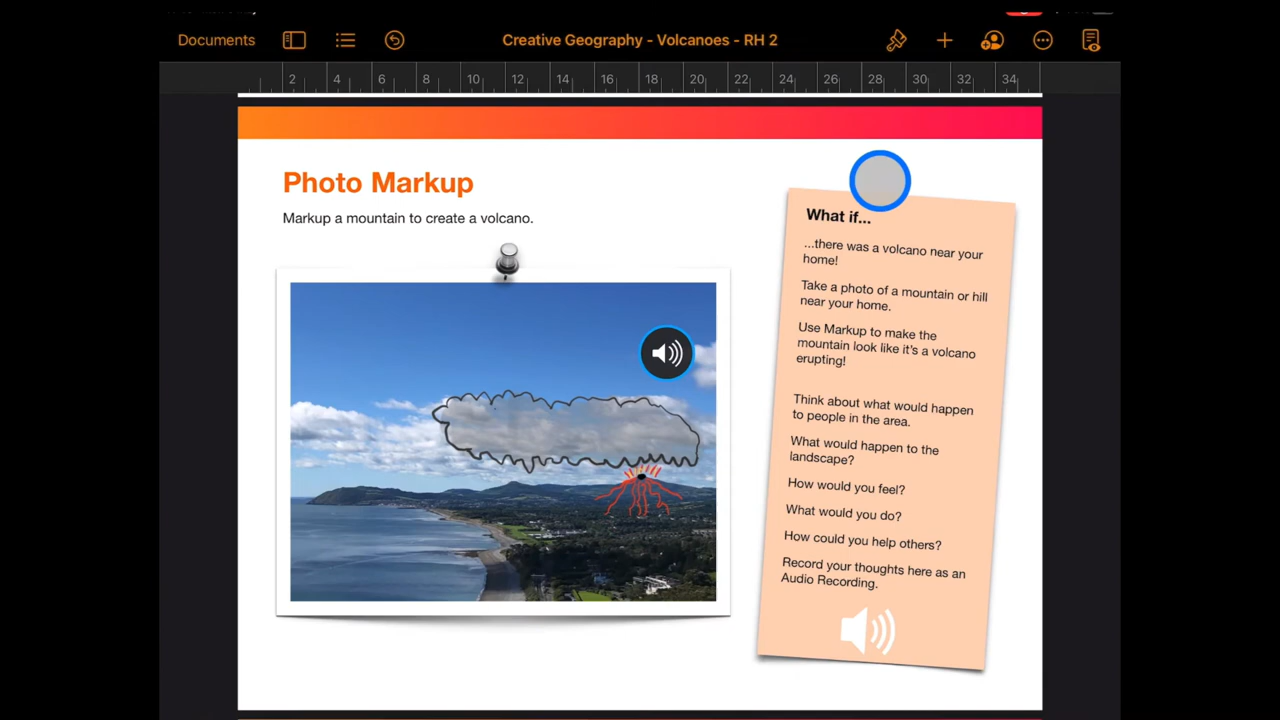 Documents
Creative Geography - Volcanoes - RH 2
2 4 6 8 10 12 14 16 18 20 22 24 26 28 30 32 34
Photo Markup
Markup a mountain to create a volcano.
What if...
...there was a volcano near your
home!
Take a photo of a mountain or hill
near your home.
Use Markup to make the
mountain look like it's a volcano
erupting!
Think about what would happen
to people in the area.
What would happen to the
landscape?
How would you feel?
What would you do?
How could you help others?
Record your thoughts here as an
Audio Recording.